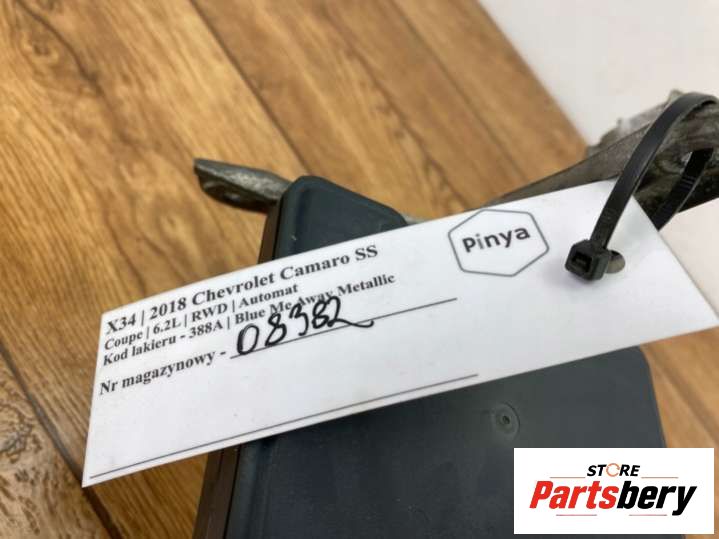 X34 | 2018 Chevrolet Camaro SS
Coupe | 6.2L | RWD | Automat
Kod lakieru - 388A | Blue Me Away Metallic
Nr magazynowy - 08382
Pinya
STORE
Partsbery